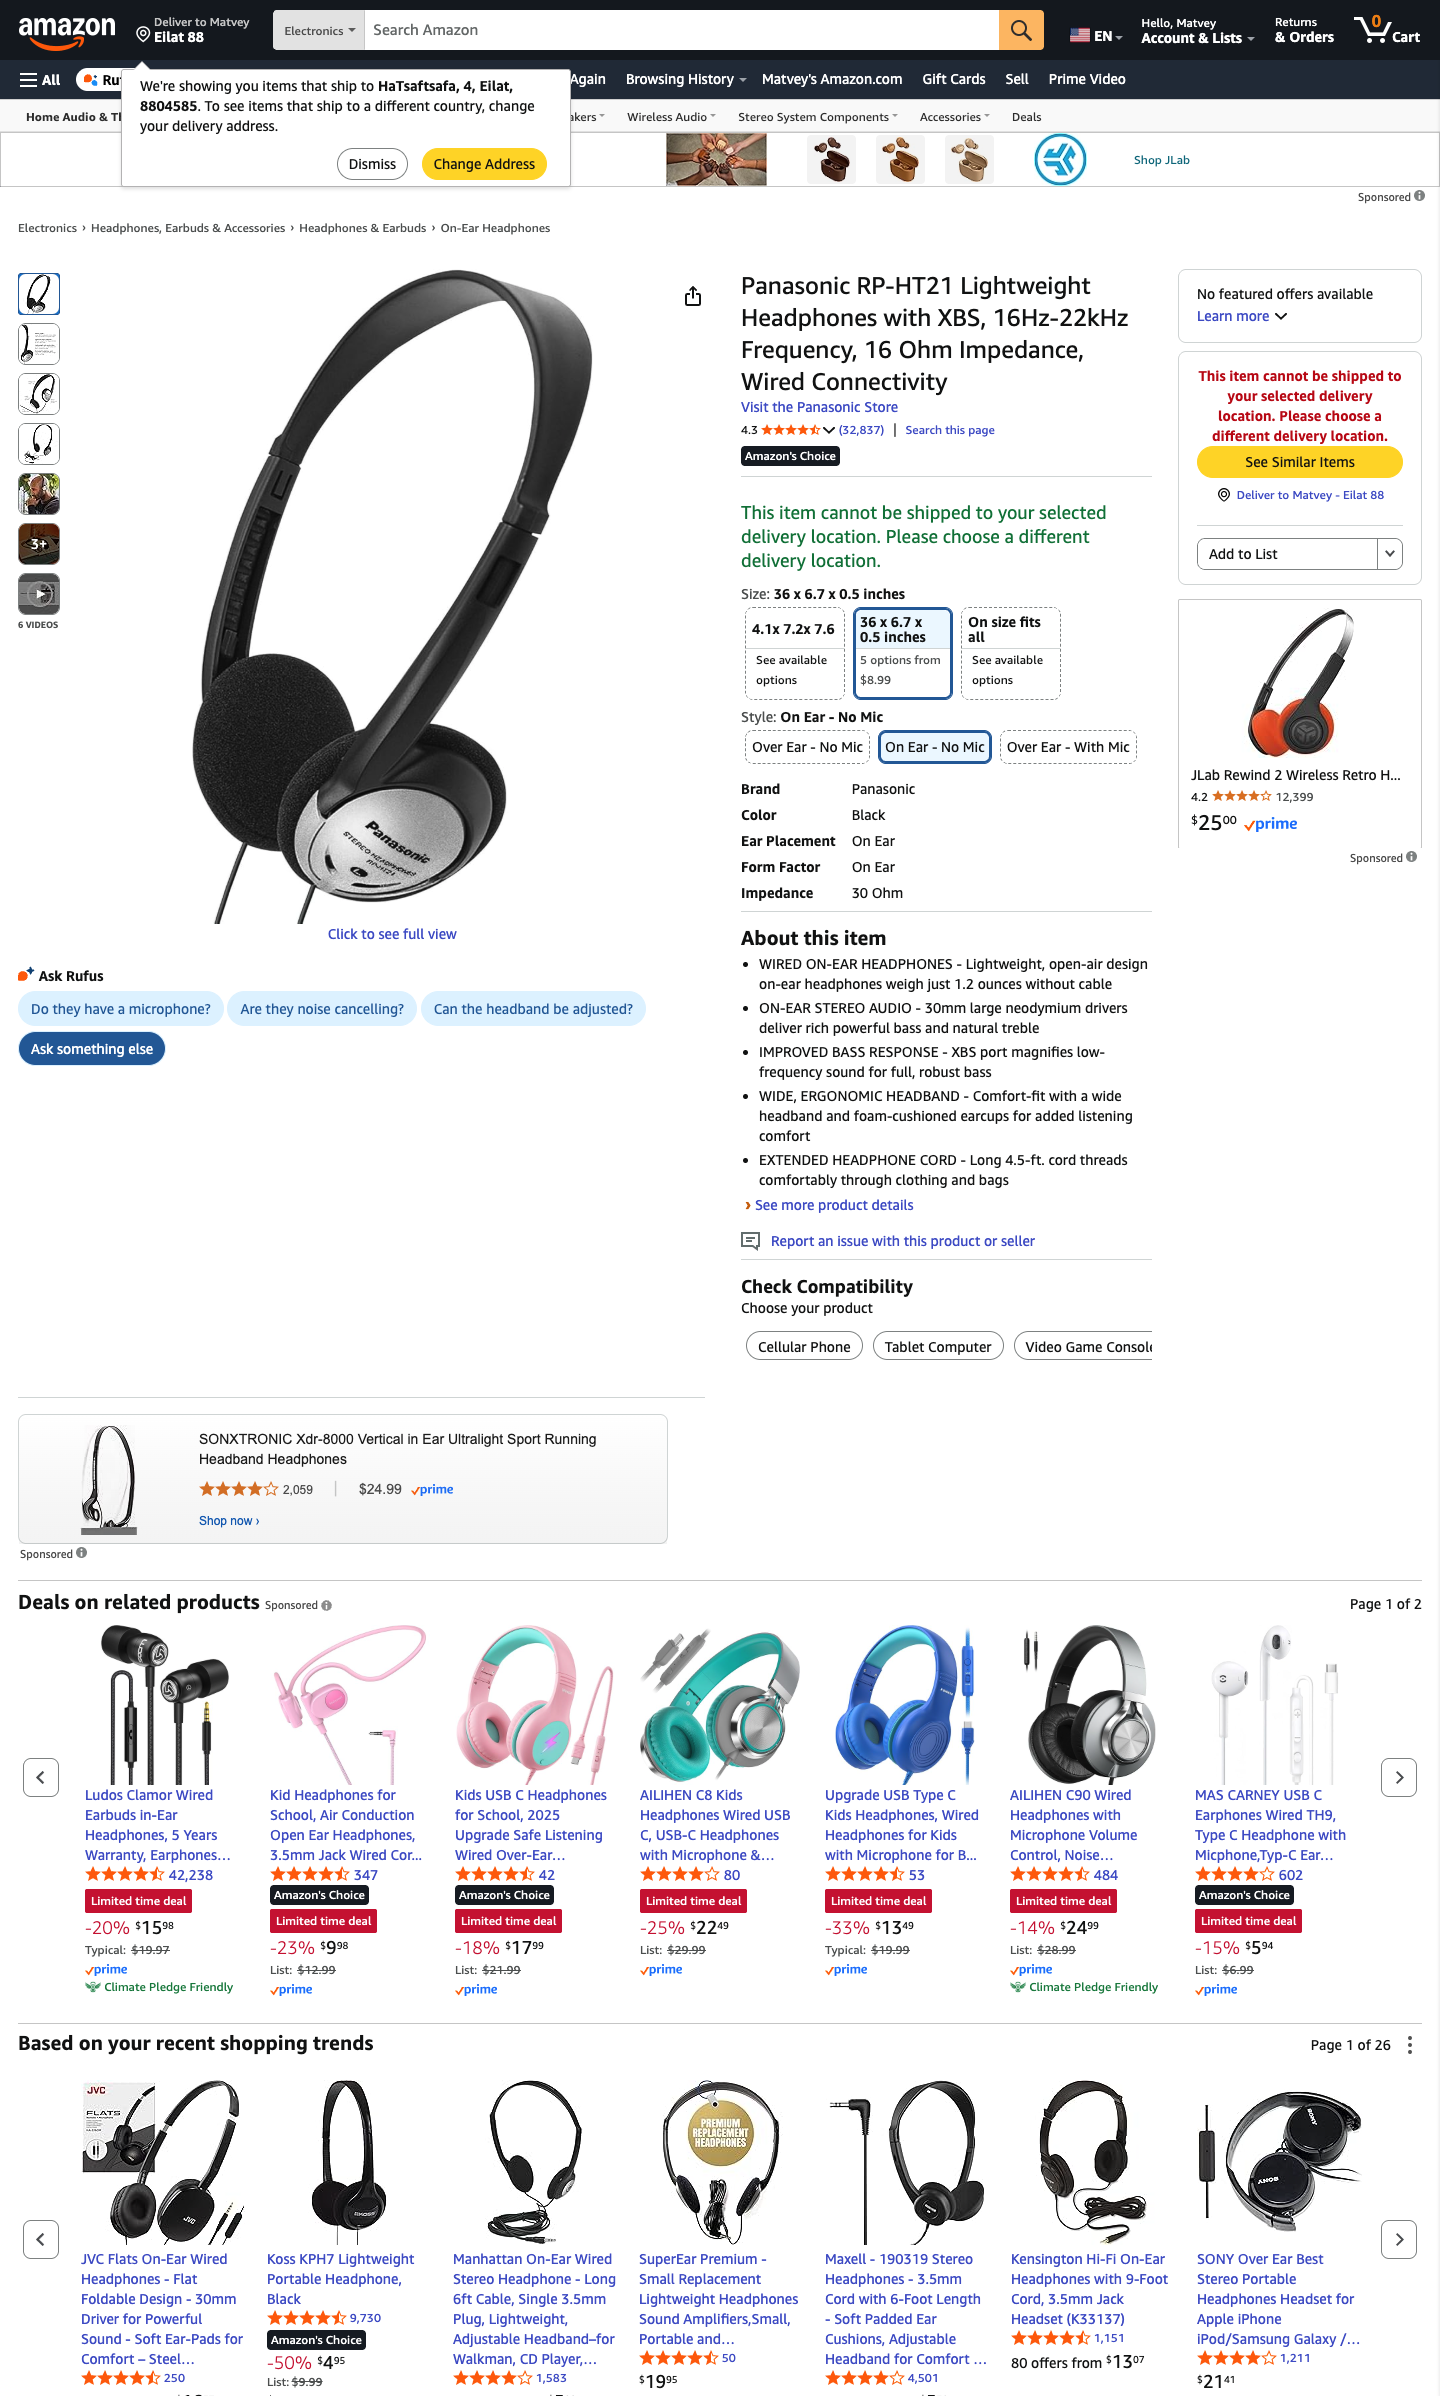 amazon
Deliver to Matvey
Eilat 88
Electronics
Search Amazon
EN
Hello, Matvey
Account & Lists
Returns
& Orders
0
Cart
All
Ru
Again
Browsing History
Matvey's Amazon.com
Gift Cards
Sell
Prime Video
We're showing you items that ship to HaTsaftsafa, 4, Eilat,
8804585. To see items that ship to a different country, change
your delivery address.
Dismiss
Change Address
Home Audio & Th
akers
Wireless Audio
Stereo System Components
Accessories
Deals
Shop JLab
Sponsored
Electronics › Headphones, Earbuds & Accessories › Headphones & Earbuds › On-Ear Headphones
3+
6 VIDEOS
Panasonic
STEREO HEADPHONES
RP-HT21
L
Click to see full view
Ask Rufus
Do they have a microphone?
Are they noise cancelling?
Can the headband be adjusted?
Ask something else
Panasonic RP-HT21 Lightweight
Headphones with XBS, 16Hz-22kHz
Frequency, 16 Ohm Impedance,
Wired Connectivity
Visit the Panasonic Store
4.3 (32,837) | Search this page
Amazon's Choice
This item cannot be shipped to your selected
delivery location. Please choose a different
delivery location.
Size: 36 x 6.7 x 0.5 inches
4.1x 7.2x 7.6
See available
options
36 x 6.7 x
0.5 inches
5 options from
$8.99
On size fits
all
See available
options
Style: On Ear - No Mic
Over Ear - No Mic
On Ear - No Mic
Over Ear - With Mic
Brand Panasonic
Color Black
Ear Placement On Ear
Form Factor On Ear
Impedance 30 Ohm
About this item
• WIRED ON-EAR HEADPHONES - Lightweight, open-air design
on-ear headphones weigh just 1.2 ounces without cable
• ON-EAR STEREO AUDIO - 30mm large neodymium drivers
deliver rich powerful bass and natural treble
• IMPROVED BASS RESPONSE - XBS port magnifies low-
frequency sound for full, robust bass
• WIDE, ERGONOMIC HEADBAND - Comfort-fit with a wide
headband and foam-cushioned earcups for added listening
comfort
• EXTENDED HEADPHONE CORD - Long 4.5-ft. cord threads
comfortably through clothing and bags
› See more product details
Report an issue with this product or seller
Check Compatibility
Choose your product
Cellular Phone
Tablet Computer
Video Game Console
No featured offers available
Learn more
This item cannot be shipped to
your selected delivery
location. Please choose a
different delivery location.
See Similar Items
Deliver to Matvey - Eilat 88
Add to List
JLab Rewind 2 Wireless Retro H...
4.2 12,399
$25 00 prime
Sponsored
SONXTRONIC Xdr-8000 Vertical in Ear Ultralight Sport Running
Headband Headphones
2,059 | $24.99 prime
Shop now ›
Sponsored
Deals on related products Sponsored
Page 1 of 2
Ludos Clamor Wired
Earbuds in-Ear
Headphones, 5 Years
Warranty, Earphones…
42,238
Limited time deal
-20% $15 98
Typical: $19.97
prime
Climate Pledge Friendly
Kid Headphones for
School, Air Conduction
Open Ear Headphones,
3.5mm Jack Wired Cor...
347
Amazon's Choice
Limited time deal
-23% $9 98
List: $12.99
prime
Kids USB C Headphones
for School, 2025
Upgrade Safe Listening
Wired Over-Ear…
42
Amazon's Choice
Limited time deal
-18% $17 99
List: $21.99
prime
AILIHEN C8 Kids
Headphones Wired USB
C, USB-C Headphones
with Microphone &…
80
Limited time deal
-25% $22 49
List: $29.99
prime
Upgrade USB Type C
Kids Headphones, Wired
Headphones for Kids
with Microphone for B...
53
Limited time deal
-33% $13 49
Typical: $19.99
prime
AILIHEN C90 Wired
Headphones with
Microphone Volume
Control, Noise…
484
Limited time deal
-14% $24 99
List: $28.99
prime
Climate Pledge Friendly
MAS CARNEY USB C
Earphones Wired TH9,
Type C Headphone with
Micphone,Typ-C Ear…
602
Amazon's Choice
Limited time deal
-15% $5 94
List: $6.99
prime
Based on your recent shopping trends
Page 1 of 26
JVC
FLATS
JVC
JVC Flats On-Ear Wired
Headphones - Flat
Foldable Design - 30mm
Driver for Powerful
Sound - Soft Ear-Pads for
Comfort – Steel…
250
KOSS
Koss KPH7 Lightweight
Portable Headphone,
Black
9,730
Amazon's Choice
-50% $4 95
List: $9.99
Manhattan On-Ear Wired
Stereo Headphone - Long
6ft Cable, Single 3.5mm
Plug, Lightweight,
Adjustable Headband–for
Walkman, CD Player,…
1,583
PREMIUM
REPLACEMENT
HEADPHONES
SuperEar Premium -
Small Replacement
Lightweight Headphones
Sound Amplifiers,Small,
Portable and…
50
$19 95
Maxell - 190319 Stereo
Headphones - 3.5mm
Cord with 6-Foot Length
- Soft Padded Ear
Cushions, Adjustable
Headband for Comfort …
4,501
Kensington Hi-Fi On-Ear
Headphones with 9-Foot
Cord, 3.5mm Jack
Headset (K33137)
1,151
80 offers from $13 07
SONY
SONY
SONY Over Ear Best
Stereo Portable
Headphones Headset for
Apple iPhone
iPod/Samsung Galaxy /…
1,211
$21 41